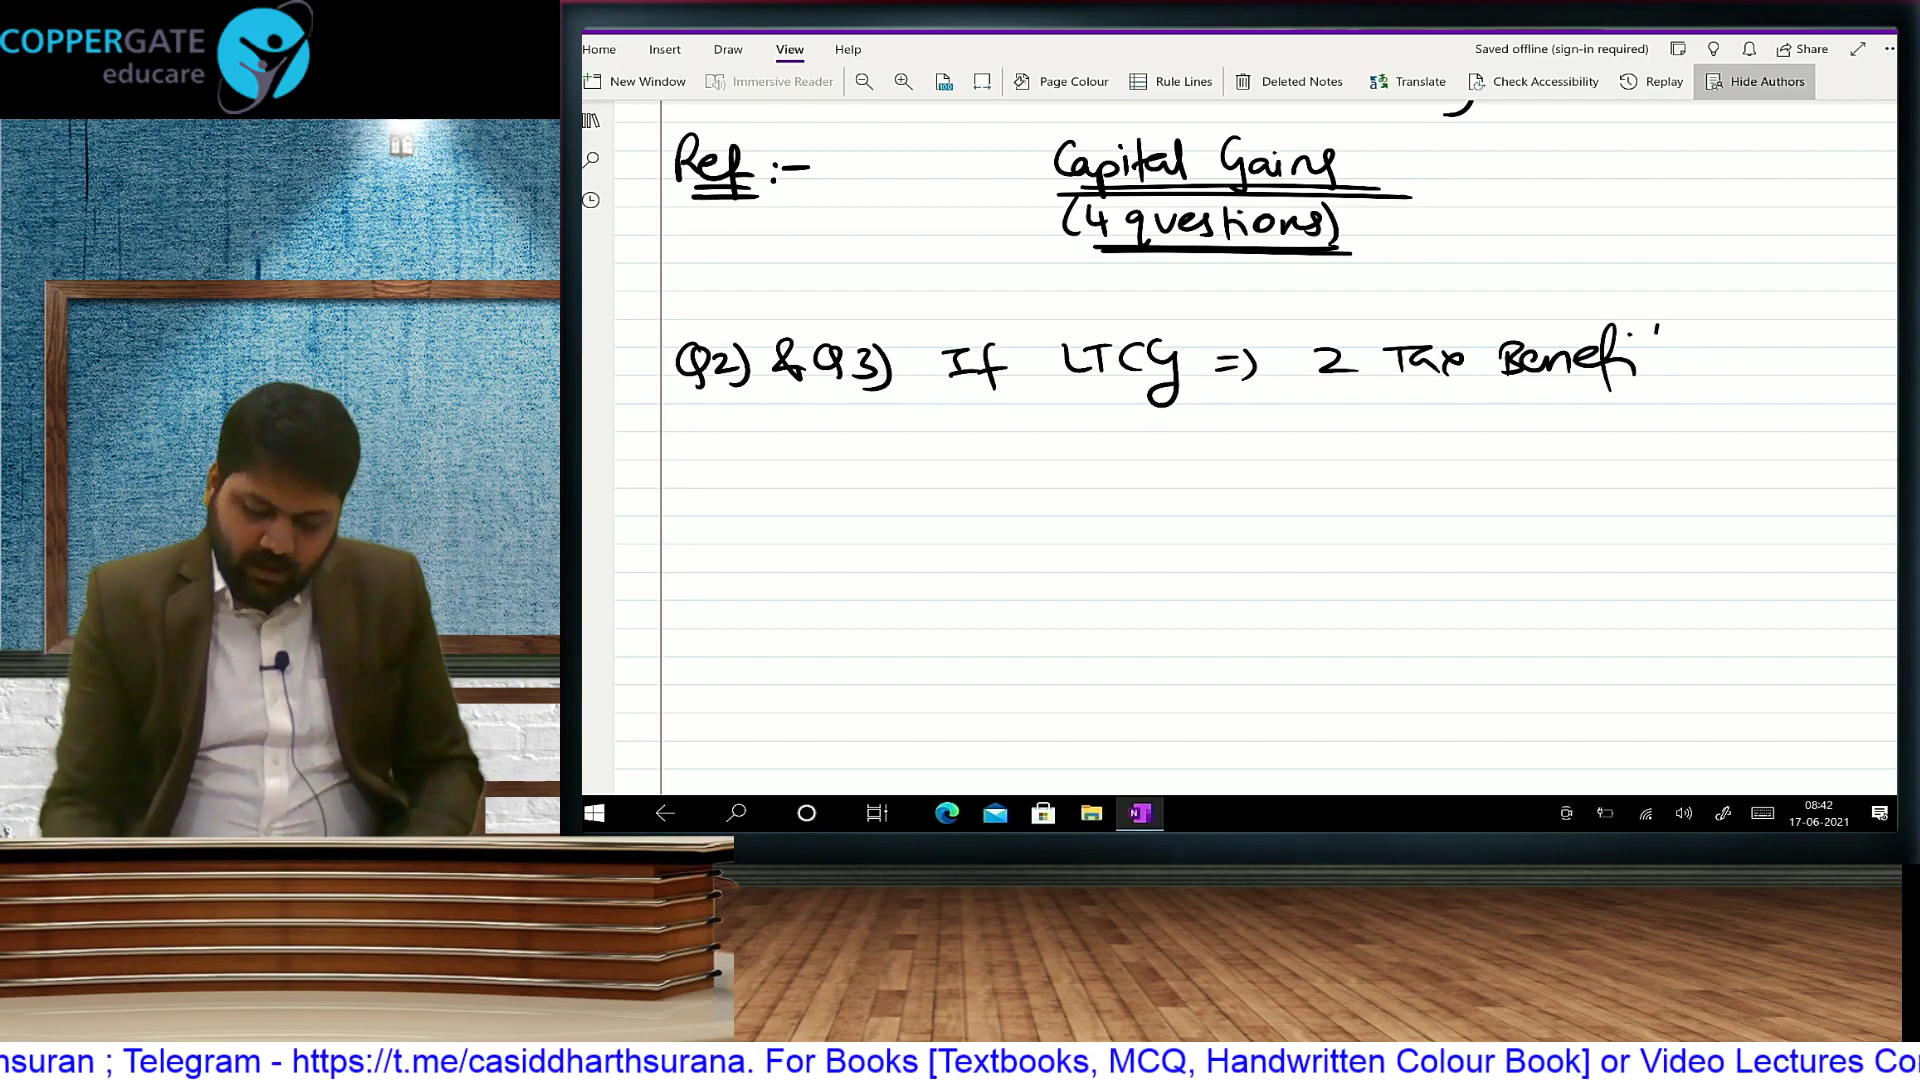 COPPERGATE
educare
Home Insert Draw View Help
Saved offline (sign-in required) Share
New Window Immersive Reader Page Colour Rule Lines Deleted Notes Translate Check Accessibility Replay Hide Authors
Ref :- Capital Gains
(4 questions)
Q2) & Q3) If LTCG => 2 Tax Benefi
08:42
17-06-2021
nsuran ; Telegram - https://t.me/casiddharthsurana. For Books [Textbooks, MCQ, Handwritten Colour Book] or Video Lectures Co